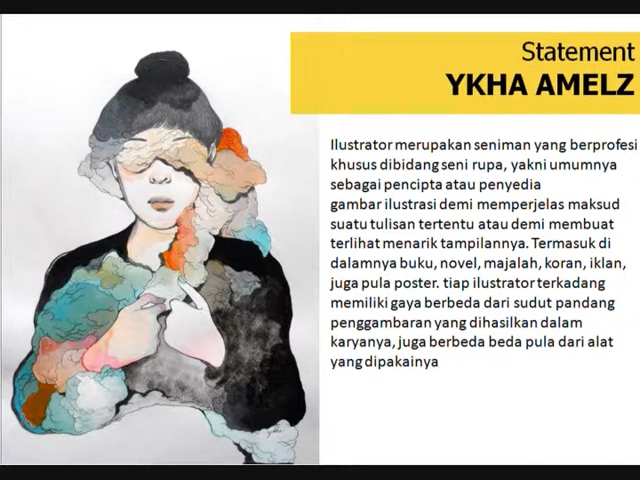 Statement
YKHA AMELZ
Ilustrator merupakan seniman yang berprofesi
khusus dibidang seni rupa, yakni umumnya
sebagai pencipta atau penyedia
gambar ilustrasi demi memperjelas maksud
suatu tulisan tertentu atau demi membuat
terlihat menarik tampilannya. Termasuk di
dalamnya buku, novel, majalah, koran, iklan,
juga pula poster. tiap ilustrator terkadang
memiliki gaya berbeda dari sudut pandang
penggambaran yang dihasilkan dalam
karyanya, juga berbeda beda pula dari alat
yang dipakainya